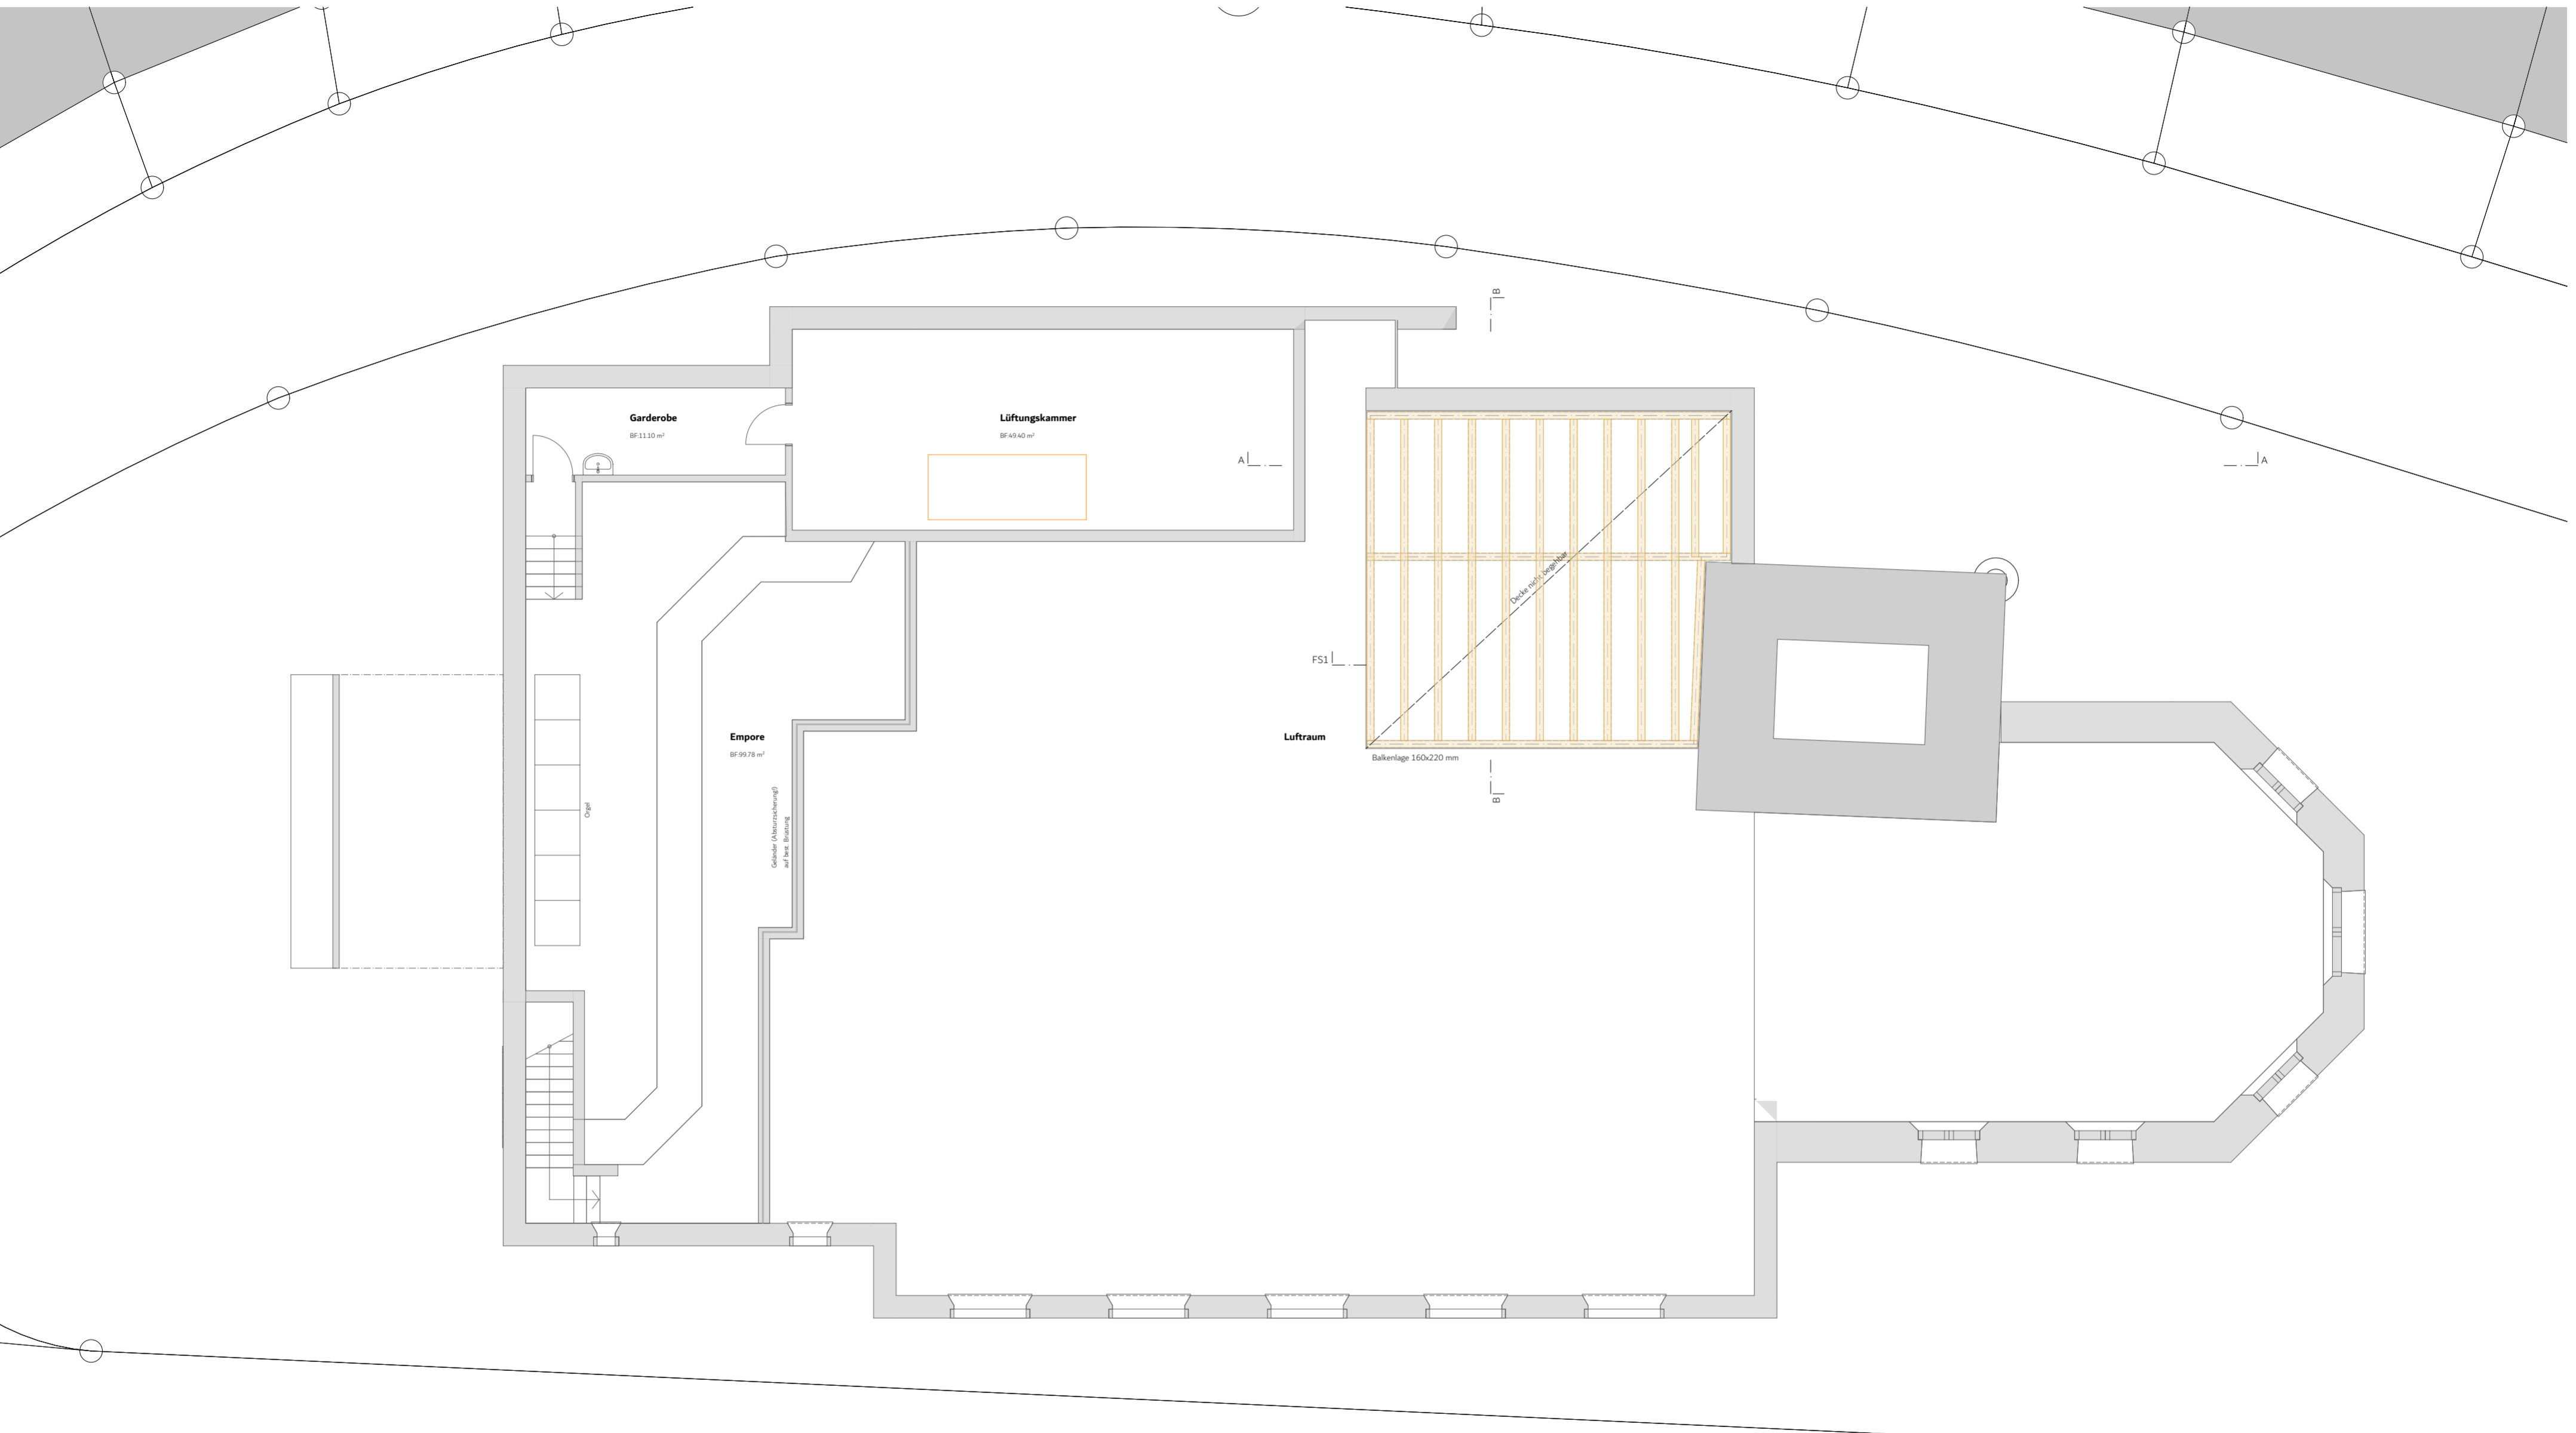 B
Garderobe
BF:11.10 m²
Lüftungskammer
BF:49.40 m²
A
A
Decke nicht begehbar
FS1
Empore
BF:99.78 m²
Luftraum
Balkenlage 160x220 mm
B
Orgel
Geländer (Absturzsicherung!)
auf best. Brüstung